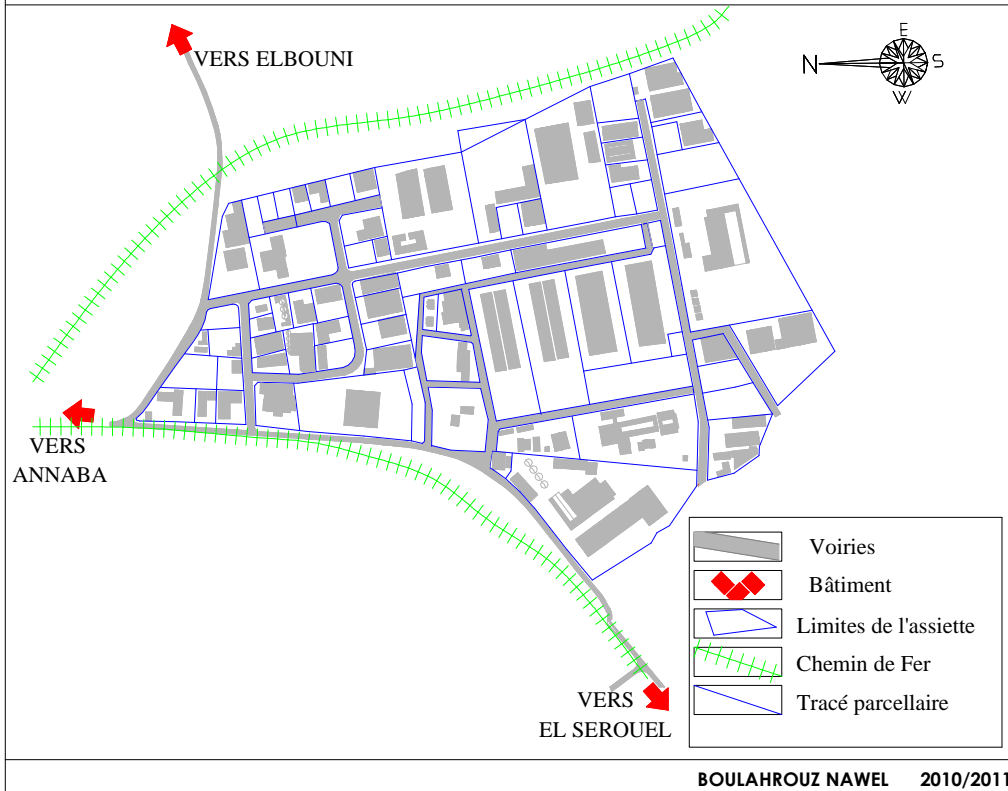 VERS ELBOUNI
E
N
S
W
VERS
ANNABA
VERS
EL SEROUEL
Voiries
Bâtiment
Limites de l'assiette
Chemin de Fer
Tracé parcellaire
BOULAHROUZ NAWEL 2010/2011